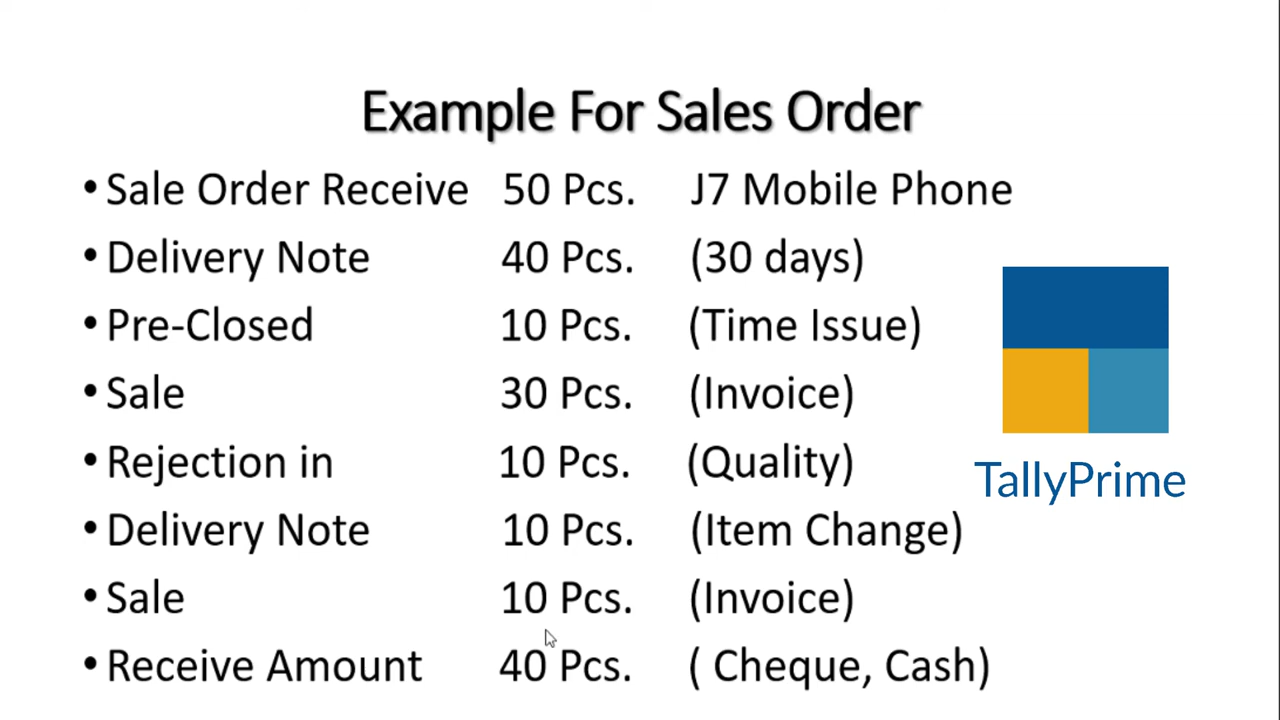 Example For Sales Order
• Sale Order Receive 50 Pcs. J7 Mobile Phone
• Delivery Note 40 Pcs. (30 days)
• Pre-Closed 10 Pcs. (Time Issue)
• Sale 30 Pcs. (Invoice)
• Rejection in 10 Pcs. (Quality)
• Delivery Note 10 Pcs. (Item Change)
• Sale 10 Pcs. (Invoice)
• Receive Amount 40 Pcs. ( Cheque, Cash)
TallyPrime